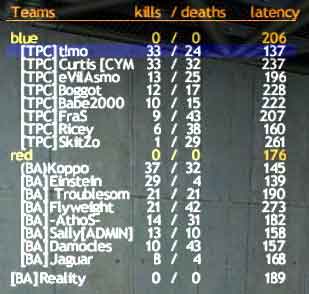 Teams kills / deaths latency
blue 0 / 0 206
[TPC]t!mo 33 / 24 137
[TPC]Curtis [CYM 33 / 32 237
[TPC]eVilAsmo 13 / 25 196
[TPC]Boggot 12 / 17 228
[TPC]Babe2000 10 / 15 222
[TPC]FraS 9 / 43 207
[TPC]Ricey 6 / 38 160
[TPC]Skit2o 1 / 29 261
red 0 / 0 176
(BA)Koppo 37 / 32 145
[BA]Einstein 29 / 4 139
[BA]_Troublesom 21 / 21 190
[BA]Flyweight 21 / 42 273
[BA]-AthoS- 14 / 31 182
[BA]Sally[ADMIN] 13 / 10 158
[BA]Damocles 10 / 43 157
[BA]Jaguar 8 / 4 168
[BA]Reality 0 / 0 189